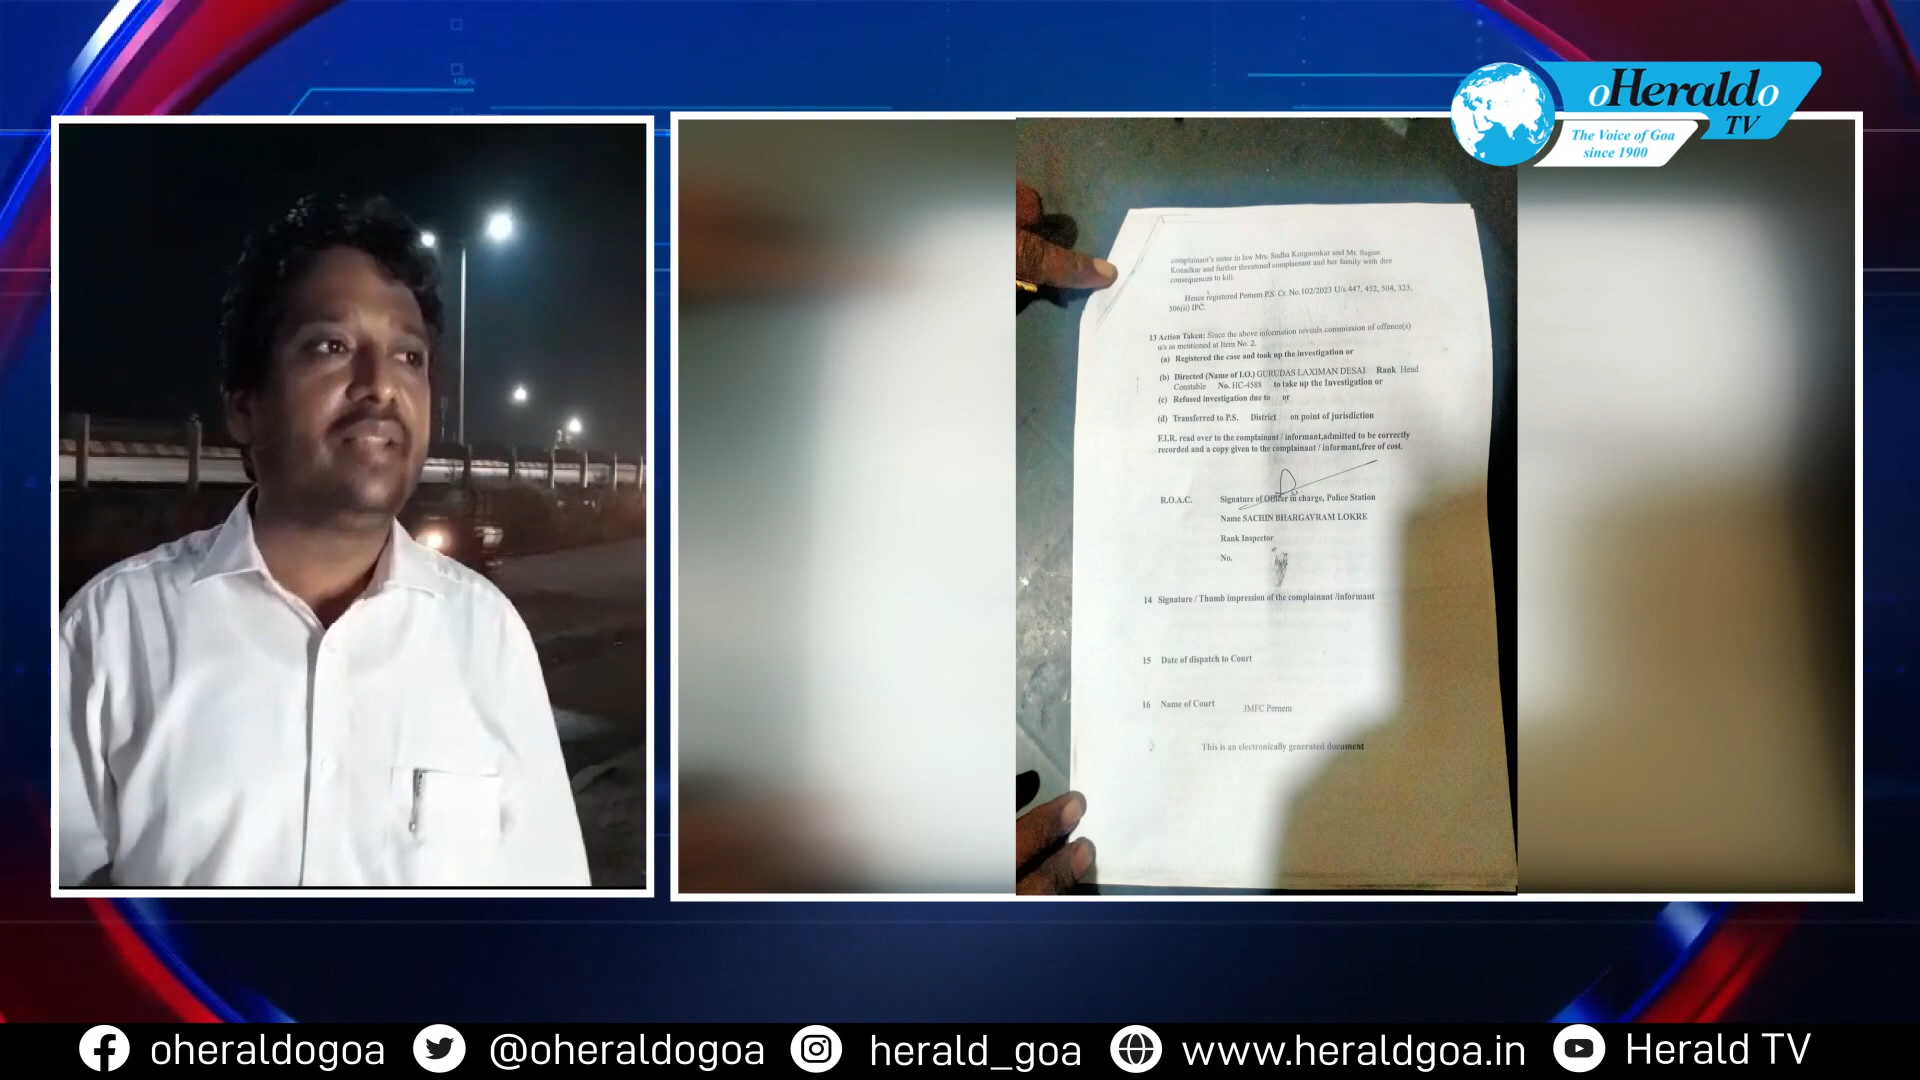 oHeraldo
TV
The Voice of Goa
since 1900
100%
complainant's sister in law Mrs. Sudha Korgaonkar and Mr. Sagun
Konadkar and further threatened complainant and her family with dire
consequences to kill.
Hence registered Pernem P.S. Cr. No.102/2023 U/s 447, 452, 504, 323,
506(ii) IPC.
13 Action Taken: Since the above information reveals commission of offence(s)
u/s as mentioned at Item No. 2.
(a) Registered the case and took up the investigation or
(b) Directed (Name of I.O.) GURUDAS LAXIMAN DESAI Rank Head
Constable No. HC-4588 to take up the Investigation or
(c) Refused investigation due to or
(d) Transferred to P.S. District on point of jurisdiction
F.I.R. read over to the complainant / informant,admitted to be correctly
recorded and a copy given to the complainant / informant,free of cost.
R.O.A.C. Signature of Officer in charge, Police Station
Name SACHIN BHARGAVRAM LOKRE
Rank Inspector
No.
14 Signature / Thumb impression of the complainant /informant
15 Date of dispatch to Court
16 Name of Court JMFC Pernem
This is an electronically generated document
oheraldogoa @oheraldogoa herald_goa www.heraldgoa.in Herald TV